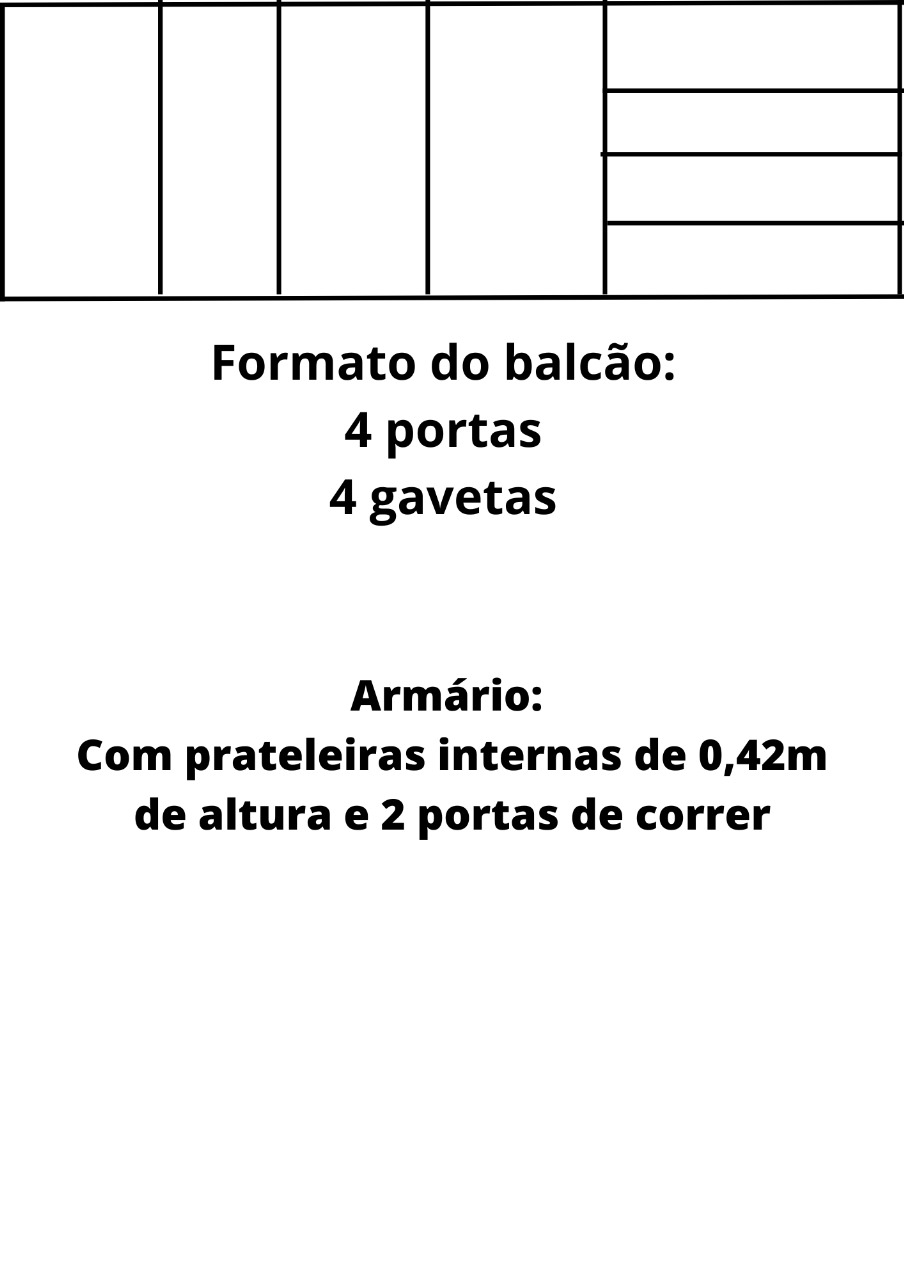 Formato do balcão:
4 portas
4 gavetas
Armário:
Com prateleiras internas de 0,42m
de altura e 2 portas de correr